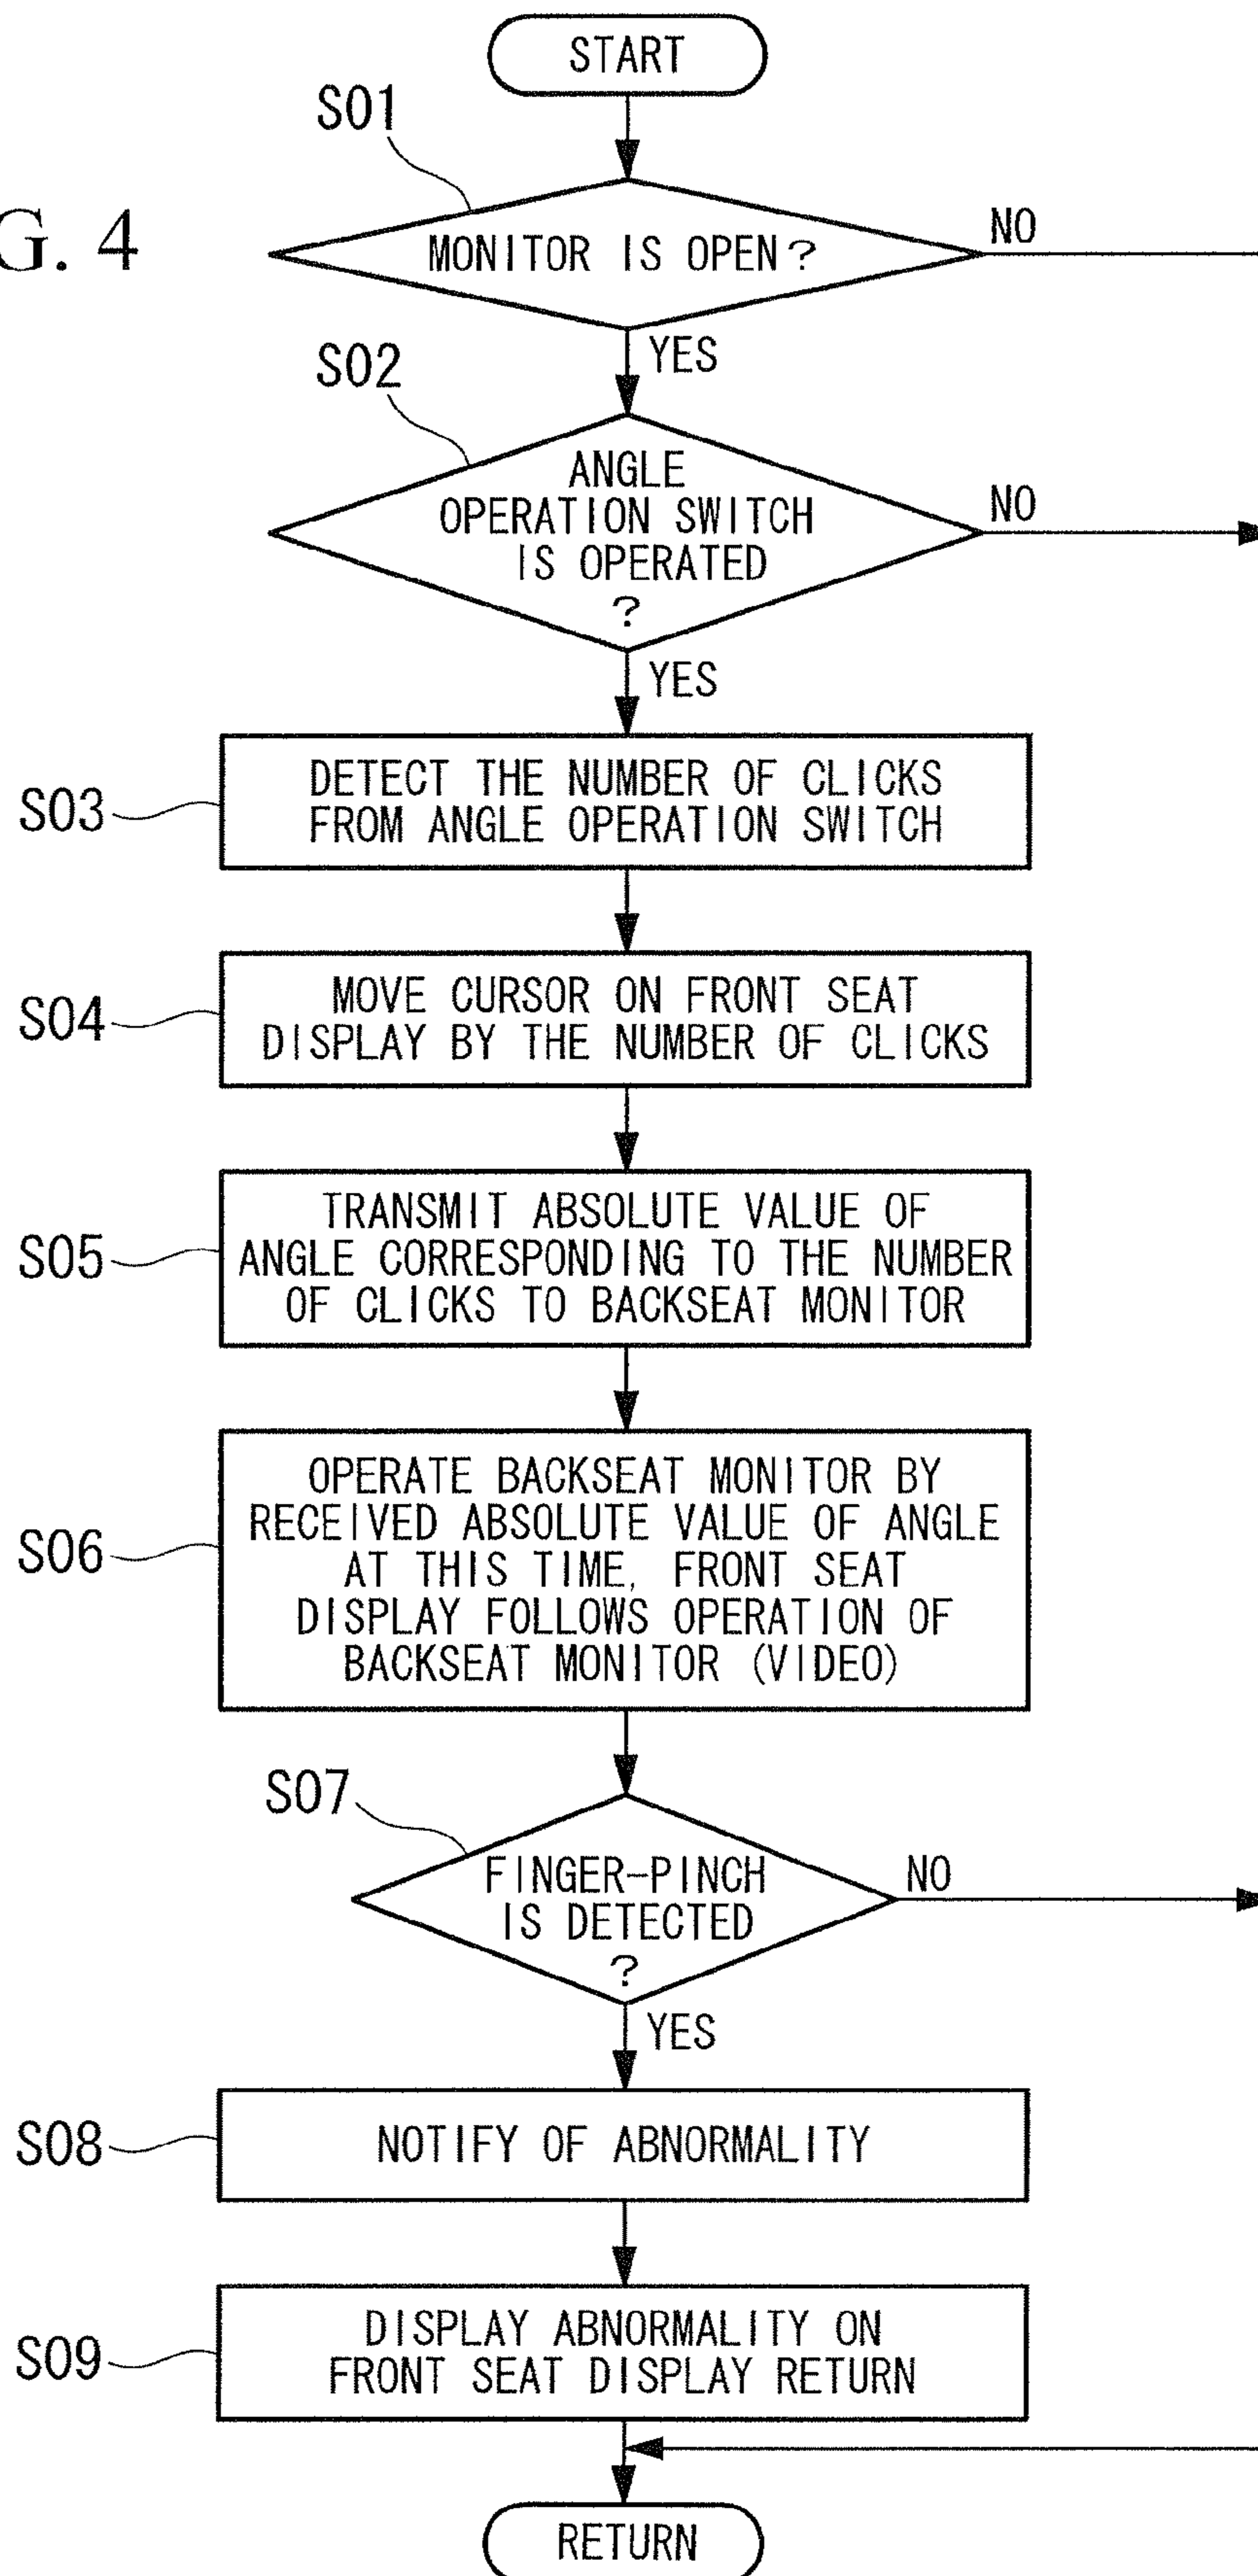 START
S01
G. 4
MONITOR IS OPEN?
NO
YES
S02
ANGLE
OPERATION SWITCH
IS OPERATED
?
NO
YES
S03
DETECT THE NUMBER OF CLICKS
FROM ANGLE OPERATION SWITCH
S04
MOVE CURSOR ON FRONT SEAT
DISPLAY BY THE NUMBER OF CLICKS
S05
TRANSMIT ABSOLUTE VALUE OF
ANGLE CORRESPONDING TO THE NUMBER
OF CLICKS TO BACKSEAT MONITOR
S06
OPERATE BACKSEAT MONITOR BY
RECEIVED ABSOLUTE VALUE OF ANGLE
AT THIS TIME, FRONT SEAT
DISPLAY FOLLOWS OPERATION OF
BACKSEAT MONITOR (VIDEO)
S07
FINGER-PINCH
IS DETECTED
?
NO
YES
S08
NOTIFY OF ABNORMALITY
S09
DISPLAY ABNORMALITY ON
FRONT SEAT DISPLAY RETURN
RETURN